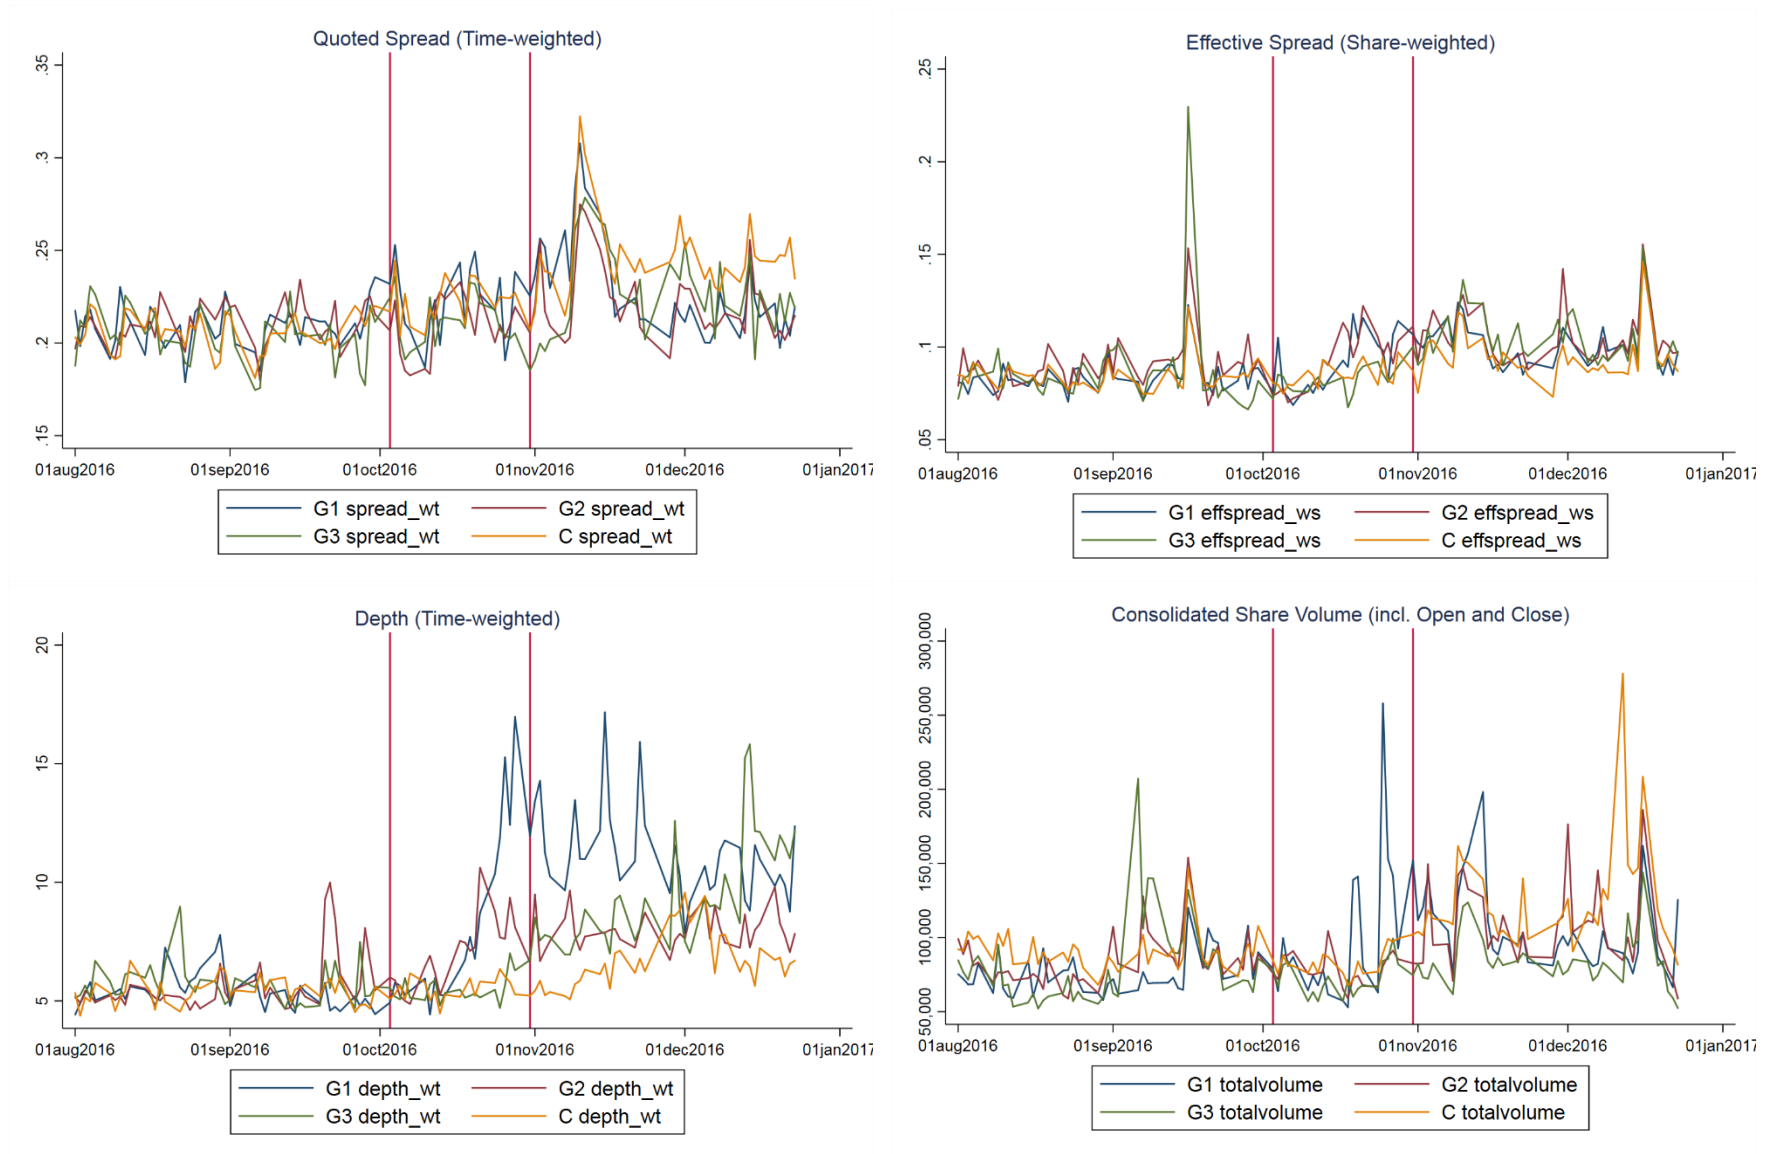 Quoted Spread (Time-weighted)
.35
.3
.25
.2
.15
01aug2016 01sep2016 01oct2016 01nov2016 01dec2016 01jan2017
G1 spread_wt G2 spread_wt
G3 spread_wt C spread_wt
Effective Spread (Share-weighted)
.25
.2
.15
.1
.05
01aug2016 01sep2016 01oct2016 01nov2016 01dec2016 01jan2017
G1 effspread_ws G2 effspread_ws
G3 effspread_ws C effspread_ws
Depth (Time-weighted)
20
15
10
5
01aug2016 01sep2016 01oct2016 01nov2016 01dec2016 01jan2017
G1 depth_wt G2 depth_wt
G3 depth_wt C depth_wt
Consolidated Share Volume (incl. Open and Close)
300,000
250,000
200,000
150,000
100,000
50,000
01aug2016 01sep2016 01oct2016 01nov2016 01dec2016 01jan2017
G1 totalvolume G2 totalvolume
G3 totalvolume C totalvolume